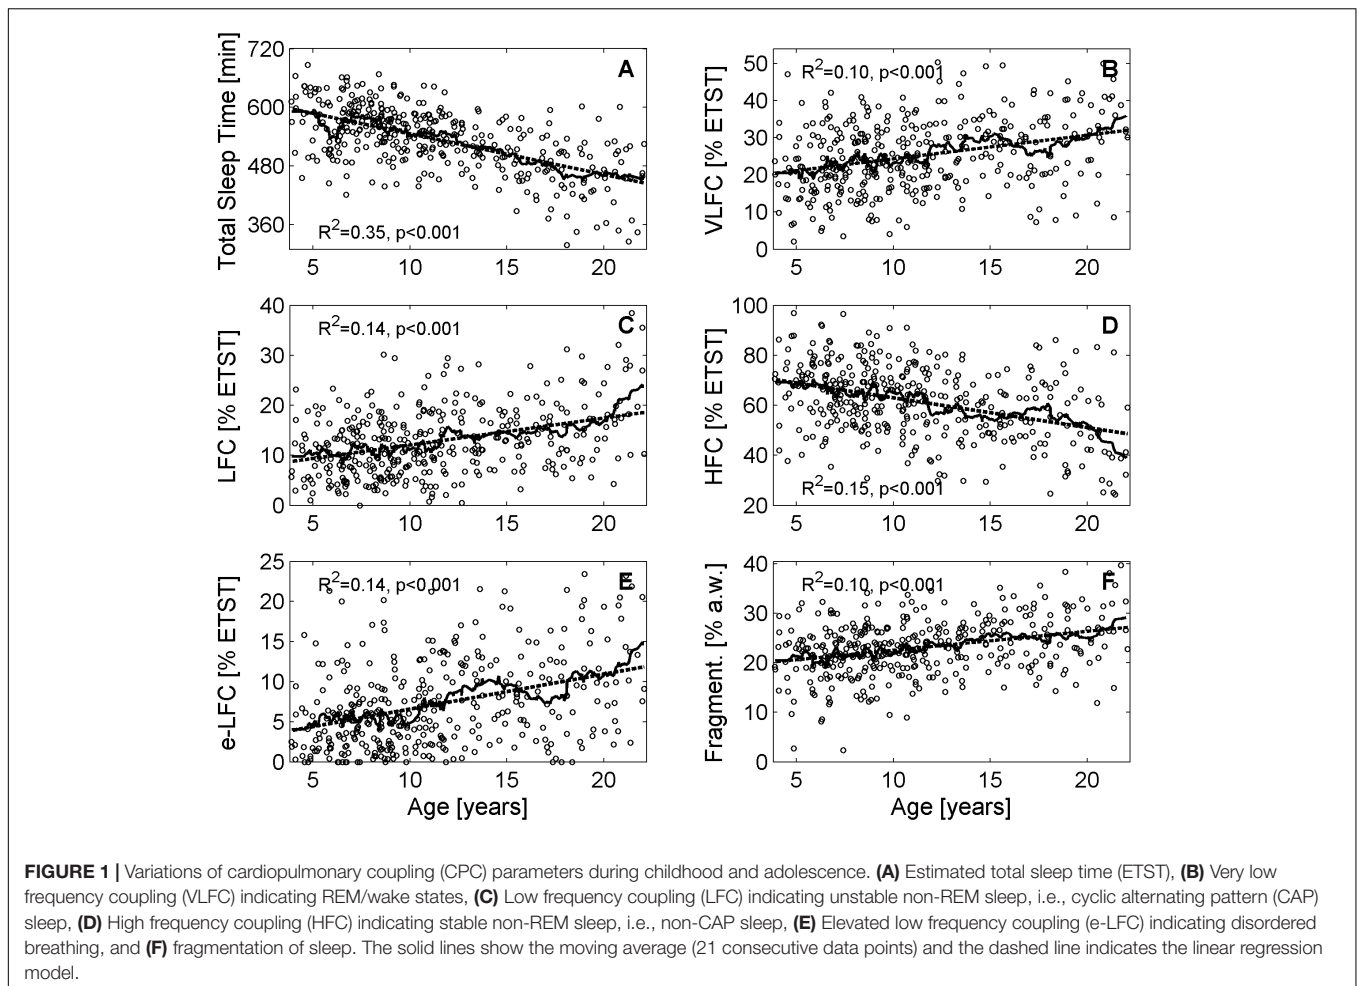 Total Sleep Time [min]
720
600
480
360
A
R²=0.35, p<0.001
5 10 15 20
VLFC [% ETST]
50
40
30
20
10
0
R²=0.10, p<0.001
B
5 10 15 20
LFC [% ETST]
40
30
20
10
0
R²=0.14, p<0.001
C
5 10 15 20
HFC [% ETST]
100
80
60
40
20
D
R²=0.15, p<0.001
5 10 15 20
e-LFC [% ETST]
25
20
15
10
5
0
R²=0.14, p<0.001
E
5 10 15 20
Age [years]
Fragment. [% a.w.]
40
30
20
10
0
R²=0.10, p<0.001
F
5 10 15 20
Age [years]
FIGURE 1 | Variations of cardiopulmonary coupling (CPC) parameters during childhood and adolescence. (A) Estimated total sleep time (ETST), (B) Very low
frequency coupling (VLFC) indicating REM/wake states, (C) Low frequency coupling (LFC) indicating unstable non-REM sleep, i.e., cyclic alternating pattern (CAP)
sleep, (D) High frequency coupling (HFC) indicating stable non-REM sleep, i.e., non-CAP sleep, (E) Elevated low frequency coupling (e-LFC) indicating disordered
breathing, and (F) fragmentation of sleep. The solid lines show the moving average (21 consecutive data points) and the dashed line indicates the linear regression
model.